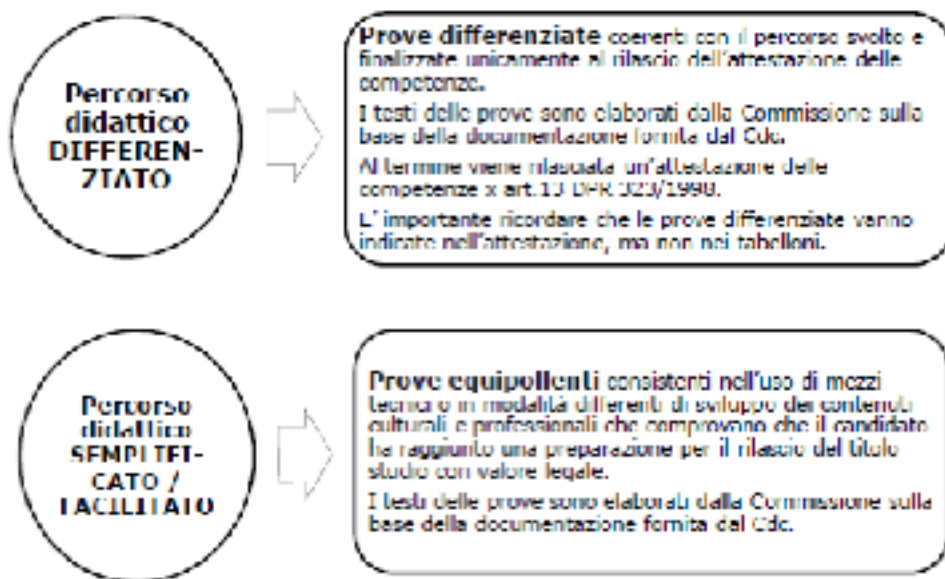 Percorso
didattico
DIFFEREN-
ZIATO
Prove differenziate coerenti con il percorso svolto e
finalizzate unicamente al rilascio dell'attestazione delle
competenze.
I testi delle prove sono elaborati dalla Commissione sulla
base della documentazione fornita dal Cdc.
Al termine viene rilasciata un'attestazione delle
competenze x art.13 DPR 323/1998.
E' importante ricordare che le prove differenziate vanno
indicate nell'attestazione, ma non nei tabelloni.
Percorso
didattico
SEMPLIFI-
CATO /
FACILITATO
Prove equipollenti consistenti nell'uso di mezzi
tecnici o in modalità differenti di sviluppo dei contenuti
culturali e professionali che comprovano che il candidato
ha raggiunto una preparazione per il rilascio del titolo
studio con valore legale.
I testi delle prove sono elaborati dalla Commissione sulla
base della documentazione fornita dal Cdc.